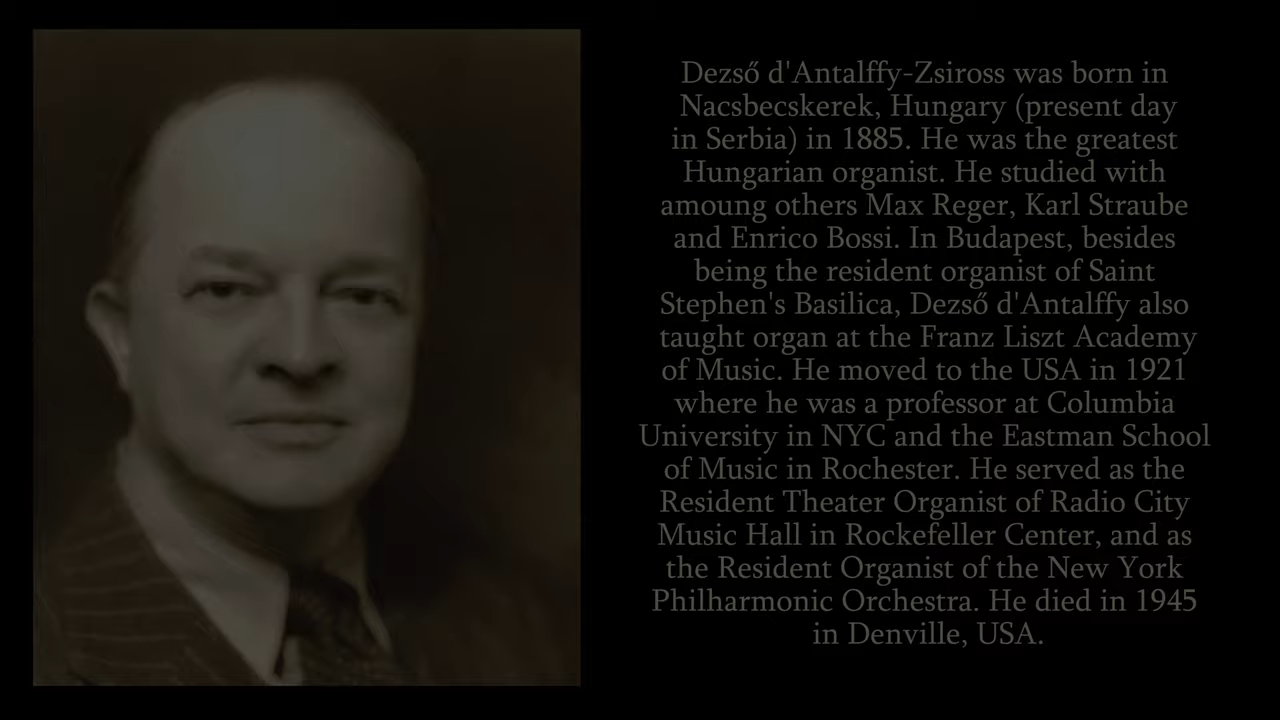 Dezső d'Antalffy-Zsiross was born in
Nacsbecskerek, Hungary (present day
in Serbia) in 1885. He was the greatest
Hungarian organist. He studied with
amoung others Max Reger, Karl Straube
and Enrico Bossi. In Budapest, besides
being the resident organist of Saint
Stephen's Basilica, Dezső d'Antalffy also
taught organ at the Franz Liszt Academy
of Music. He moved to the USA in 1921
where he was a professor at Columbia
University in NYC and the Eastman School
of Music in Rochester. He served as the
Resident Theater Organist of Radio City
Music Hall in Rockefeller Center, and as
the Resident Organist of the New York
Philharmonic Orchestra. He died in 1945
in Denville, USA.